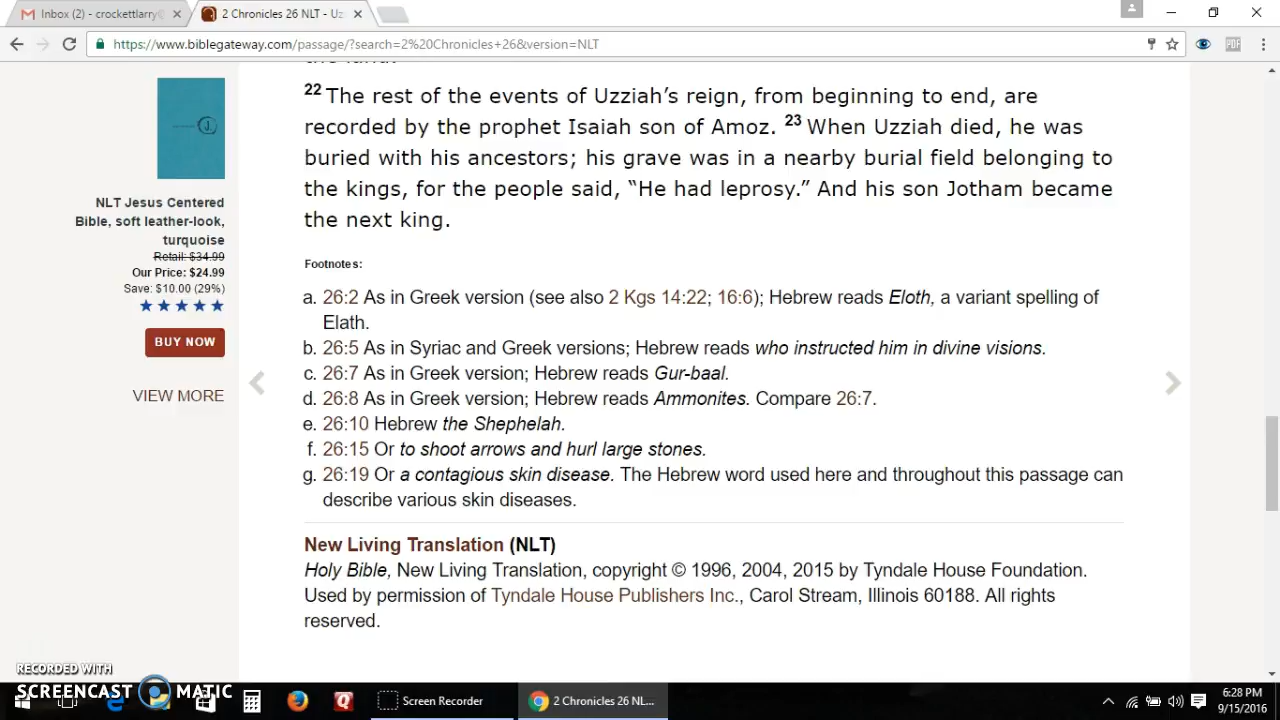 Inbox (2) - crockettlarry@
2 Chronicles 26 NLT - Uz
https://www.biblegateway.com/passage/?search=2%20Chronicles+26&version=NLT
PDF
the land.
22 The rest of the events of Uzziah’s reign, from beginning to end, are
recorded by the prophet Isaiah son of Amoz. 23 When Uzziah died, he was
buried with his ancestors; his grave was in a nearby burial field belonging to
the kings, for the people said, “He had leprosy.” And his son Jotham became
the next king.
J.
NLT Jesus Centered
Bible, soft leather-look,
turquoise
Retail: $34.99
Our Price: $24.99
Save: $10.00 (29%)
BUY NOW
VIEW MORE
Footnotes:
a. 26:2 As in Greek version (see also 2 Kgs 14:22; 16:6); Hebrew reads Eloth, a variant spelling of
Elath.
b. 26:5 As in Syriac and Greek versions; Hebrew reads who instructed him in divine visions.
c. 26:7 As in Greek version; Hebrew reads Gur-baal.
d. 26:8 As in Greek version; Hebrew reads Ammonites. Compare 26:7.
e. 26:10 Hebrew the Shephelah.
f. 26:15 Or to shoot arrows and hurl large stones.
g. 26:19 Or a contagious skin disease. The Hebrew word used here and throughout this passage can
describe various skin diseases.
New Living Translation (NLT)
Holy Bible, New Living Translation, copyright © 1996, 2004, 2015 by Tyndale House Foundation.
Used by permission of Tyndale House Publishers Inc., Carol Stream, Illinois 60188. All rights
reserved.
RECORDED WITH
SCREENCAST MATIC
Screen Recorder
2 Chronicles 26 NL...
6:28 PM
9/15/2016